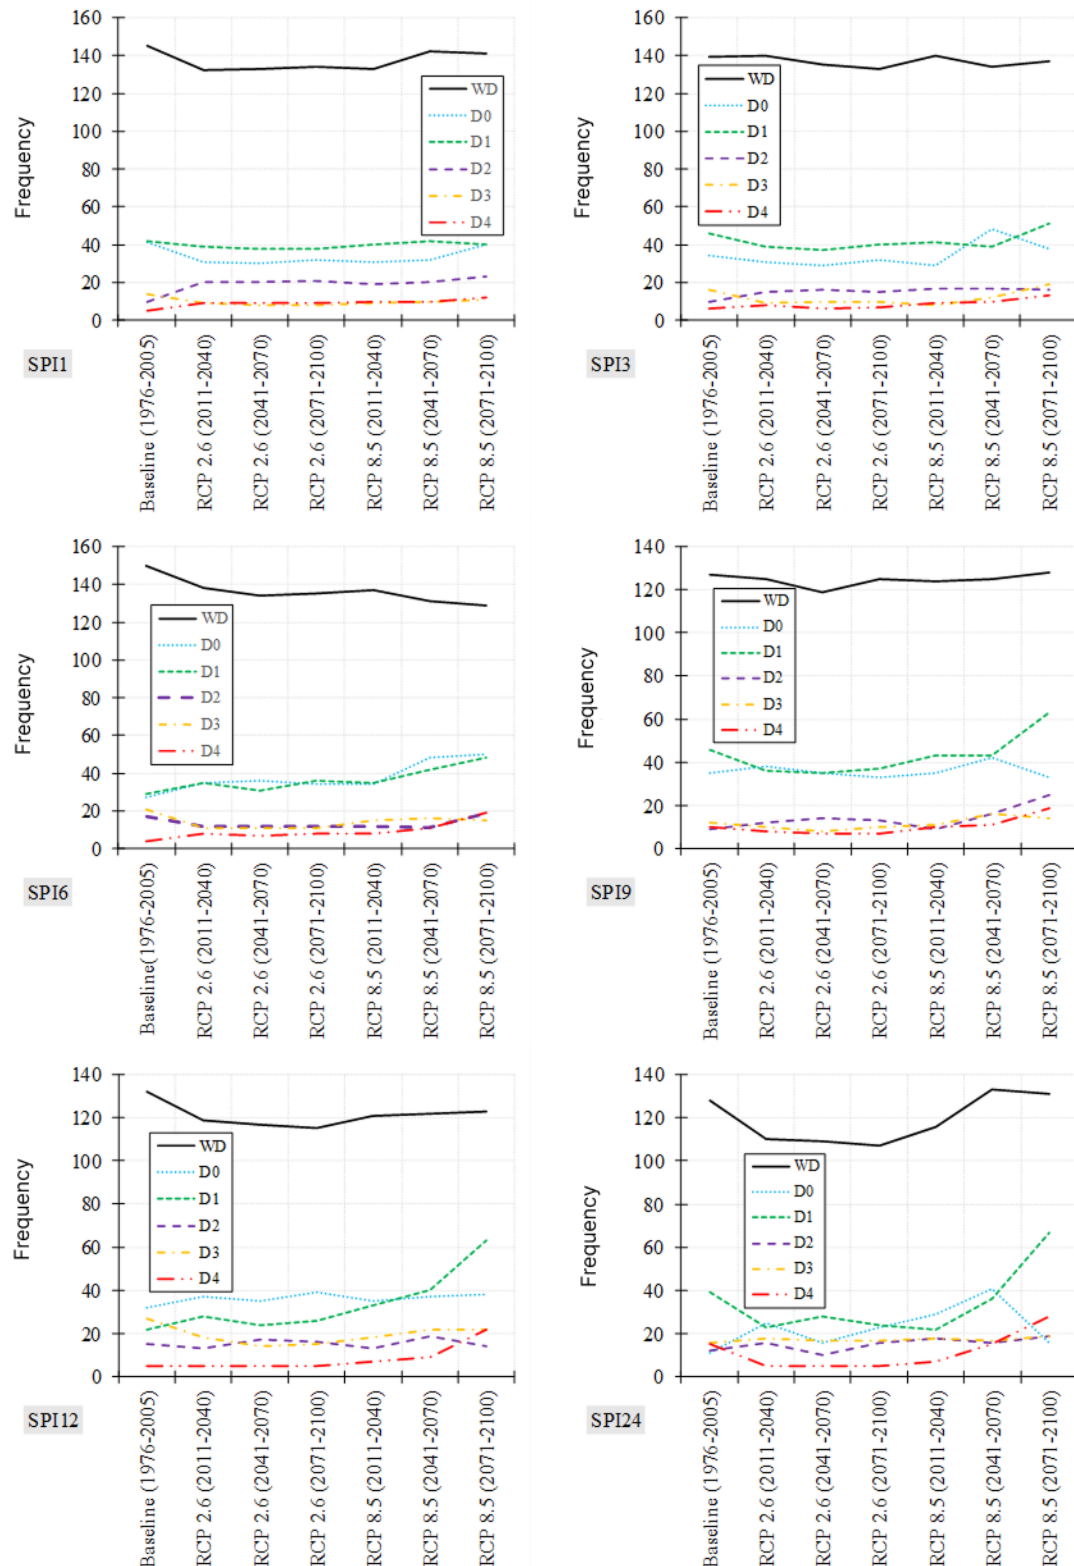 160
140
120
100
80
60
40
20
0
Frequency
WD
D0
D1
D2
D3
D4
SPI1
Baseline (1976-2005)
RCP 2.6 (2011-2040)
RCP 2.6 (2041-2070)
RCP 2.6 (2071-2100)
RCP 8.5 (2011-2040)
RCP 8.5 (2041-2070)
RCP 8.5 (2071-2100)
160
140
120
100
80
60
40
20
0
Frequency
WD
D0
D1
D2
D3
D4
SPI3
Baseline (1976-2005)
RCP 2.6 (2011-2040)
RCP 2.6 (2041-2070)
RCP 2.6 (2071-2100)
RCP 8.5 (2011-2040)
RCP 8.5 (2041-2070)
RCP 8.5 (2071-2100)
160
140
120
100
80
60
40
20
0
Frequency
WD
D0
D1
D2
D3
D4
SPI6
Baseline(1976-2005)
RCP 2.6 (2011-2040)
RCP 2.6 (2041-2070)
RCP 2.6 (2071-2100)
RCP 8.5 (2011-2040)
RCP 8.5 (2041-2070)
RCP 8.5 (2071-2100)
140
120
100
80
60
40
20
0
Frequency
WD
D0
D1
D2
D3
D4
SPI9
Baseline (1976-2005)
RCP 2.6 (2011-2040)
RCP 2.6 (2041-2070)
RCP 2.6 (2071-2100)
RCP 8.5 (2011-2040)
RCP 8.5 (2041-2070)
RCP 8.5 (2071-2100)
140
120
100
80
60
40
20
0
Frequency
WD
D0
D1
D2
D3
D4
SPI12
Baseline (1976-2005)
RCP 2.6 (2011-2040)
RCP 2.6 (2041-2070)
RCP 2.6 (2071-2100)
RCP 8.5 (2011-2040)
RCP 8.5 (2041-2070)
RCP 8.5 (2071-2100)
140
120
100
80
60
40
20
0
Frequency
WD
D0
D1
D2
D3
D4
SPI24
Baseline (1976-2005)
RCP 2.6 (2011-2040)
RCP 2.6 (2041-2070)
RCP 2.6 (2071-2100)
RCP 8.5 (2011-2040)
RCP 8.5 (2041-2070)
RCP 8.5 (2071-2100)